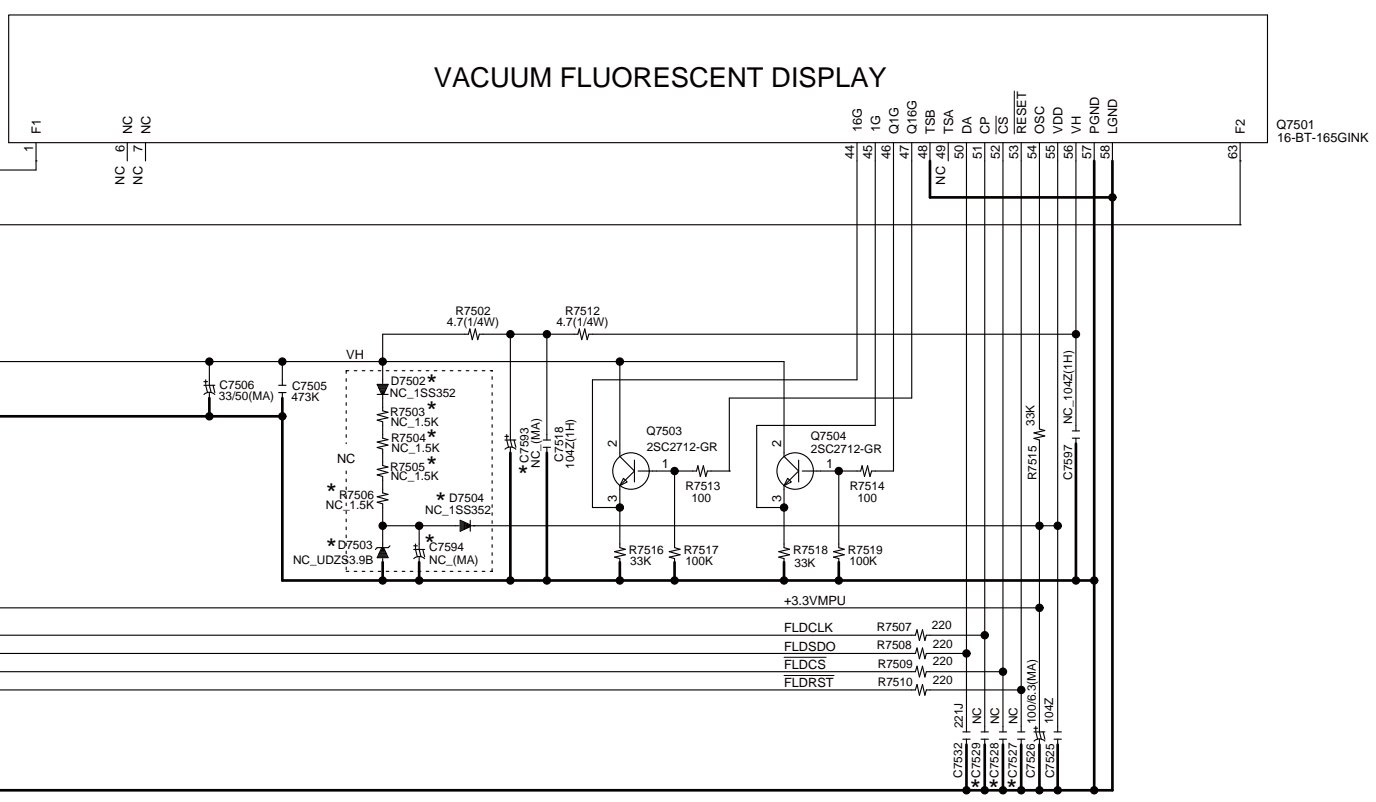 VACUUM FLUORESCENT DISPLAY
F1
NC
NC
16G
1G
Q1G
Q16G
TSB
TSA
DA
CP
CS
RESET
OSC
VDD
VH
PGND
LGND
F2
Q7501
16-BT-165GINK
1
6
7
44
45
46
47
48
49
50
51
52
53
54
55
56
57
58
63
NC
NC
NC
R7502
4.7(1/4W)
R7512
4.7(1/4W)
VH
C7506
33/50(MA)
C7505
473K
D7502*
NC_1SS352
R7503*
NC_1.5K
R7504*
NC_1.5K
R7505*
NC_1.5K
NC
*R7506
NC_1.5K
*D7504
NC_1SS352
*D7503
NC_UDZS3.9B
*
C7594
NC_(MA)
*C7593
NC_(MA)
C7518
104Z(1H)
Q7503
2SC2712-GR
2
1
3
R7513
100
R7516
33K
R7517
100K
Q7504
2SC2712-GR
2
1
3
R7514
100
R7518
33K
R7519
100K
R7515
33K
C7597
NC_104Z(1H)
+3.3VMPU
FLDCLK
R7507
220
FLDSDO
R7508
220
FLDCS
R7509
220
FLDRST
R7510
220
C7532
221J
*C7529
NC
*C7528
NC
*C7527
NC
C7526
100/6.3(MA)
C7525
104Z